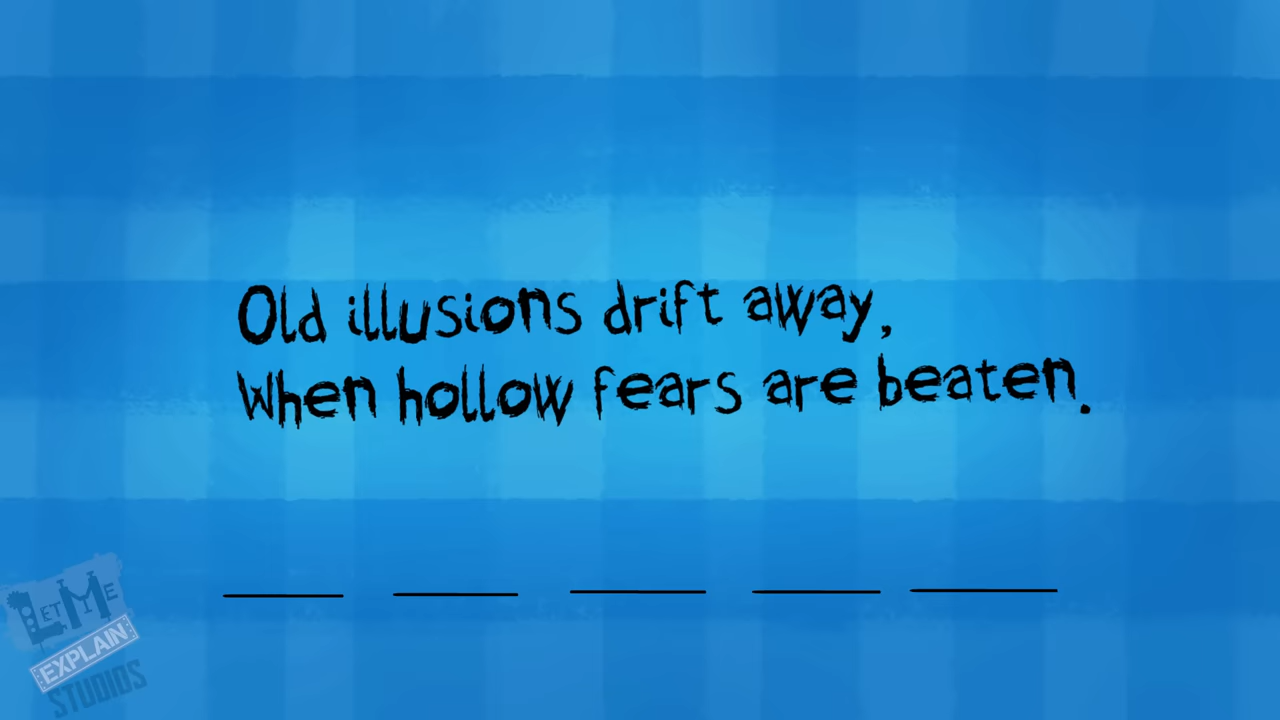 Old illusions drift away,
When hollow fears are beaten.
LET ME
EXPLAIN
STUDIOS